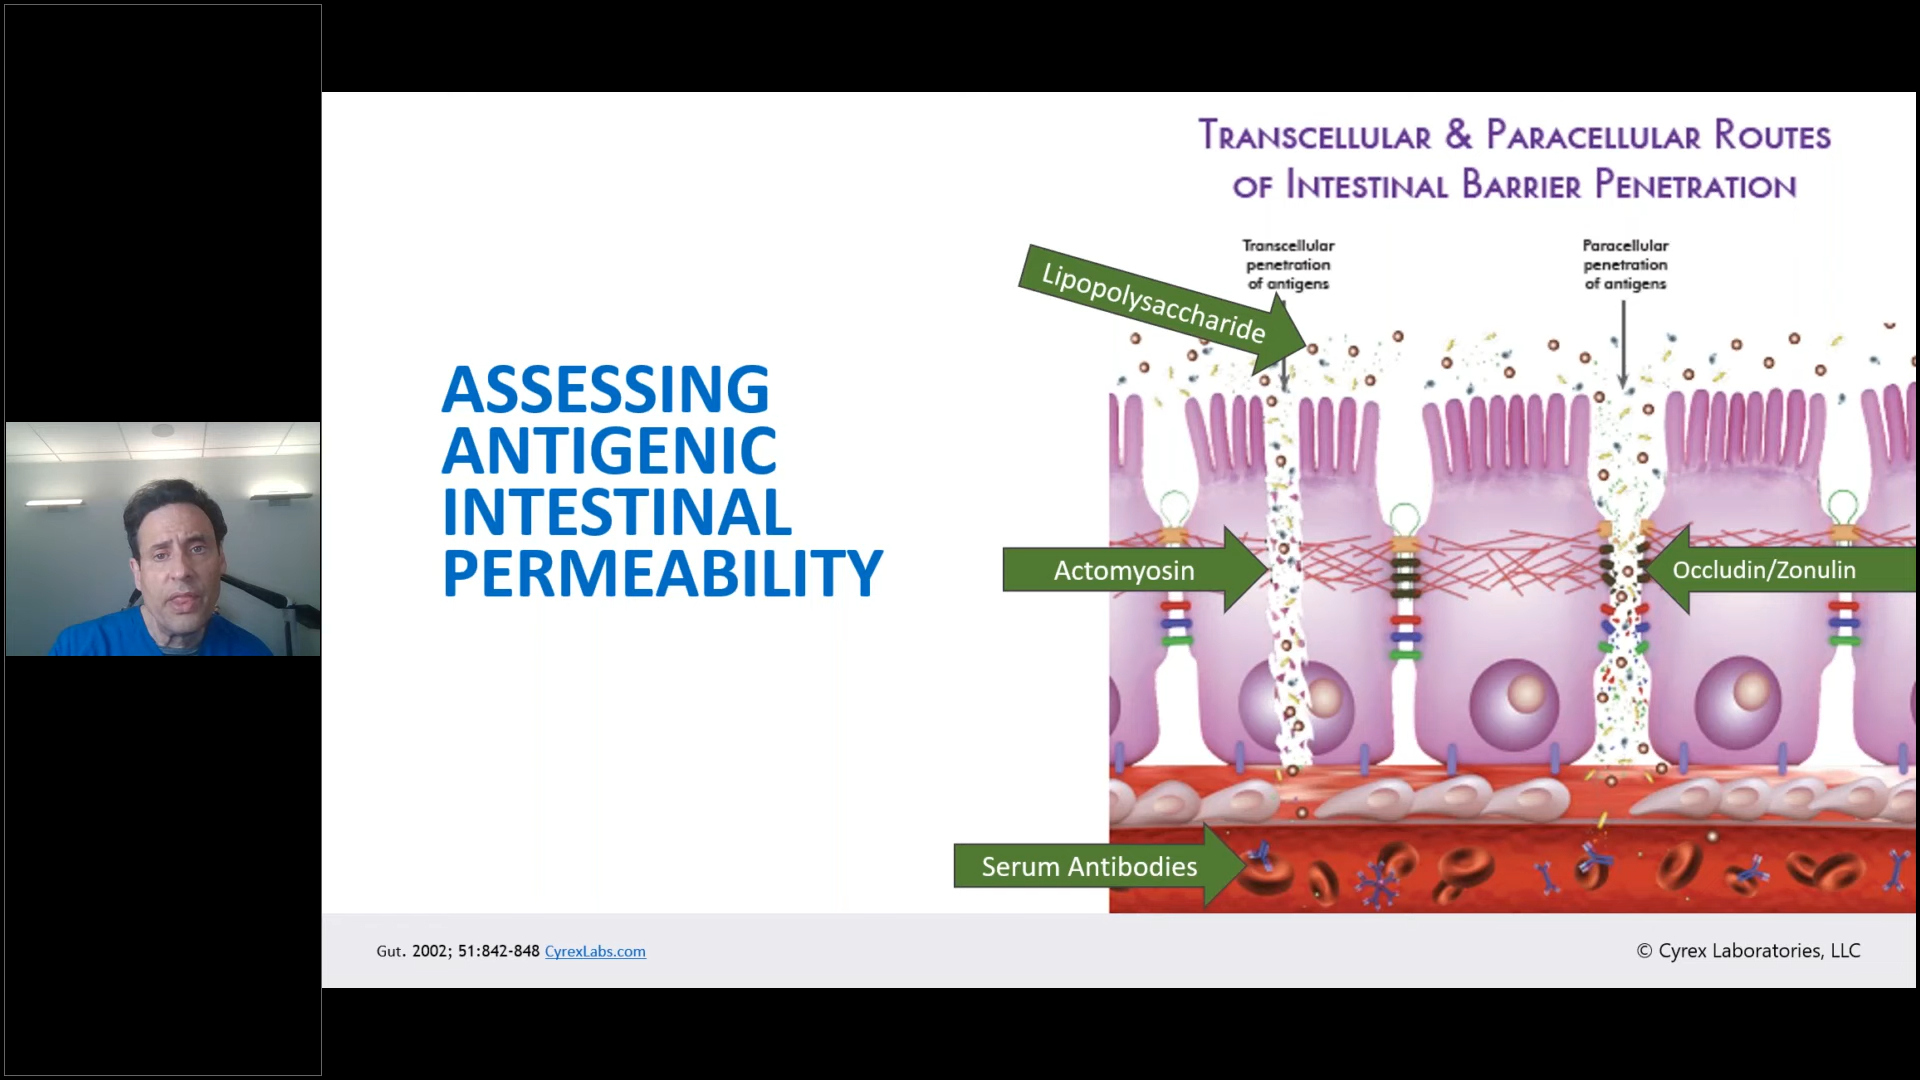 TRANSCELLULAR & PARACELLULAR ROUTES
OF INTESTINAL BARRIER PENETRATION
Transcellular
penetration
of antigens
Paracellular
penetration
of antigens
Lipopolysaccharide
ASSESSING
ANTIGENIC
INTESTINAL
PERMEABILITY
Actomyosin
Occludin/Zonulin
Serum Antibodies
Gut. 2002; 51:842-848 CyrexLabs.com
© Cyrex Laboratories, LLC